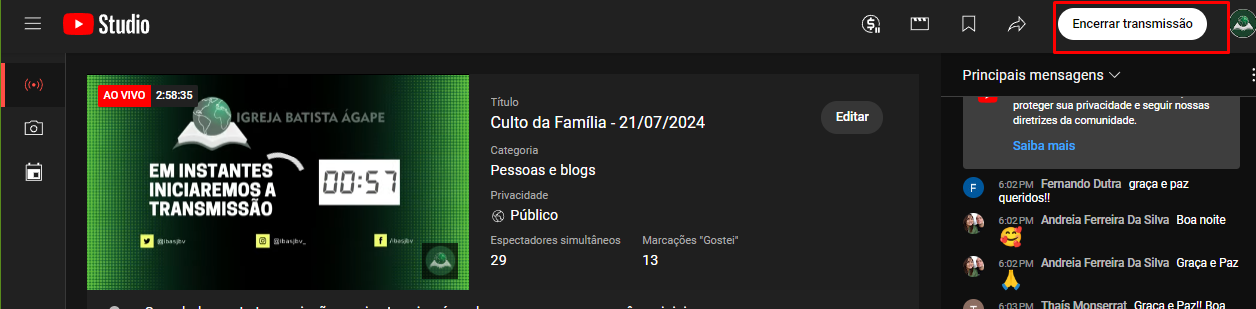 Studio
Encerrar transmissão
AO VIVO 2:58:35
IGREJA BATISTA ÁGAPE
EM INSTANTES
INICIAREMOS A
TRANSMISSÃO
00:57
@ibasjbv
@ibasjbv_
/ibasjbv
Título
Culto da Família - 21/07/2024
Editar
Categoria
Pessoas e blogs
Privacidade
Público
Espectadores simultâneos
29
Marcações "Gostei"
13
Principais mensagens
proteger sua privacidade e seguir nossas
diretrizes da comunidade.
Saiba mais
F
6:02 PM Fernando Dutra graça e paz
queridos!!
6:02 PM Andreia Ferreira Da Silva Boa noite
🥰
6:02 PM Andreia Ferreira Da Silva Graça e Paz
🙏
6:03 PM Thaís Monserrat Graça e Paz!! Boa